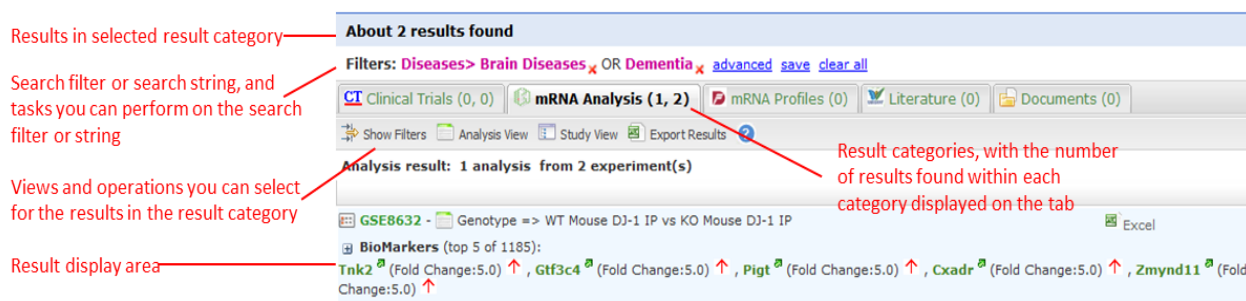 Results in selected result category
Search filter or search string, and
tasks you can perform on the search
filter or string
Views and operations you can select
for the results in the result category
Result display area
About 2 results found
Filters: Diseases> Brain Diseases x OR Dementia x advanced save clear all
CT Clinical Trials (0, 0) mRNA Analysis (1, 2) mRNA Profiles (0) Literature (0) Documents (0)
Show Filters Analysis View Study View Export Results ?
Analysis result: 1 analysis from 2 experiment(s)
Result categories, with the number
of results found within each
category displayed on the tab
GSE8632 - Genotype => WT Mouse DJ-1 IP vs KO Mouse DJ-1 IP Excel
BioMarkers (top 5 of 1185):
Tnk2 (Fold Change:5.0) ↑ , Gtf3c4 (Fold Change:5.0) ↑ , Pigt (Fold Change:5.0) ↑ , Cxadr (Fold Change:5.0) ↑ , Zmynd11 (Fold
Change:5.0) ↑